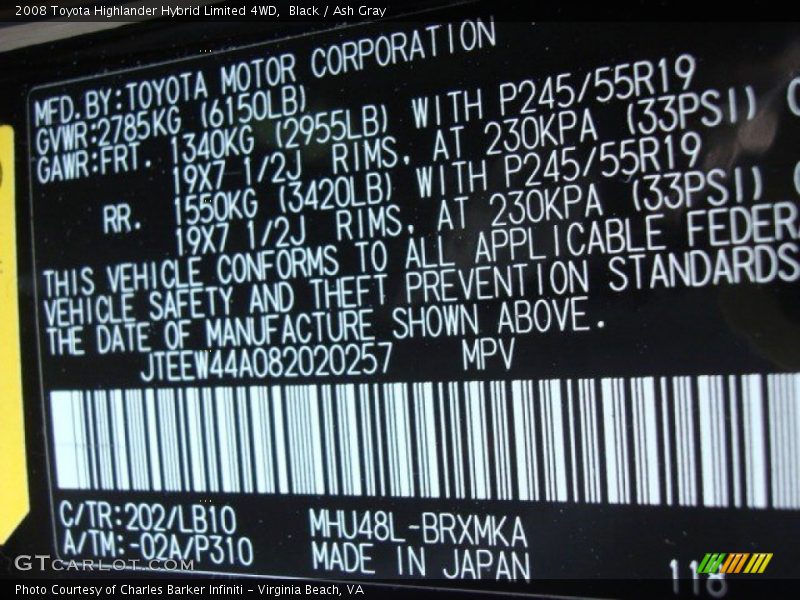 2008 Toyota Highlander Hybrid Limited 4WD, Black / Ash Gray
MFD.BY:TOYOTA MOTOR CORPORATION
GVWR:2785KG (6150LB)
GAWR:FRT. 1340KG (2955LB) WITH P245/55R19
19X7 1/2J RIMS, AT 230KPA (33PSI) (
RR. 1550KG (3420LB) WITH P245/55R19
19X7 1/2J RIMS, AT 230KPA (33PSI) (
THIS VEHICLE CONFORMS TO ALL APPLICABLE FEDERA
VEHICLE SAFETY AND THEFT PREVENTION STANDARDS
THE DATE OF MANUFACTURE SHOWN ABOVE.
JTEEW44A082020257 MPV
C/TR:202/LB10 MHU48L-BRXMKA
A/TM:-02A/P310 MADE IN JAPAN
118
GTCARLOT.COM
Photo Courtesy of Charles Barker Infiniti - Virginia Beach, VA